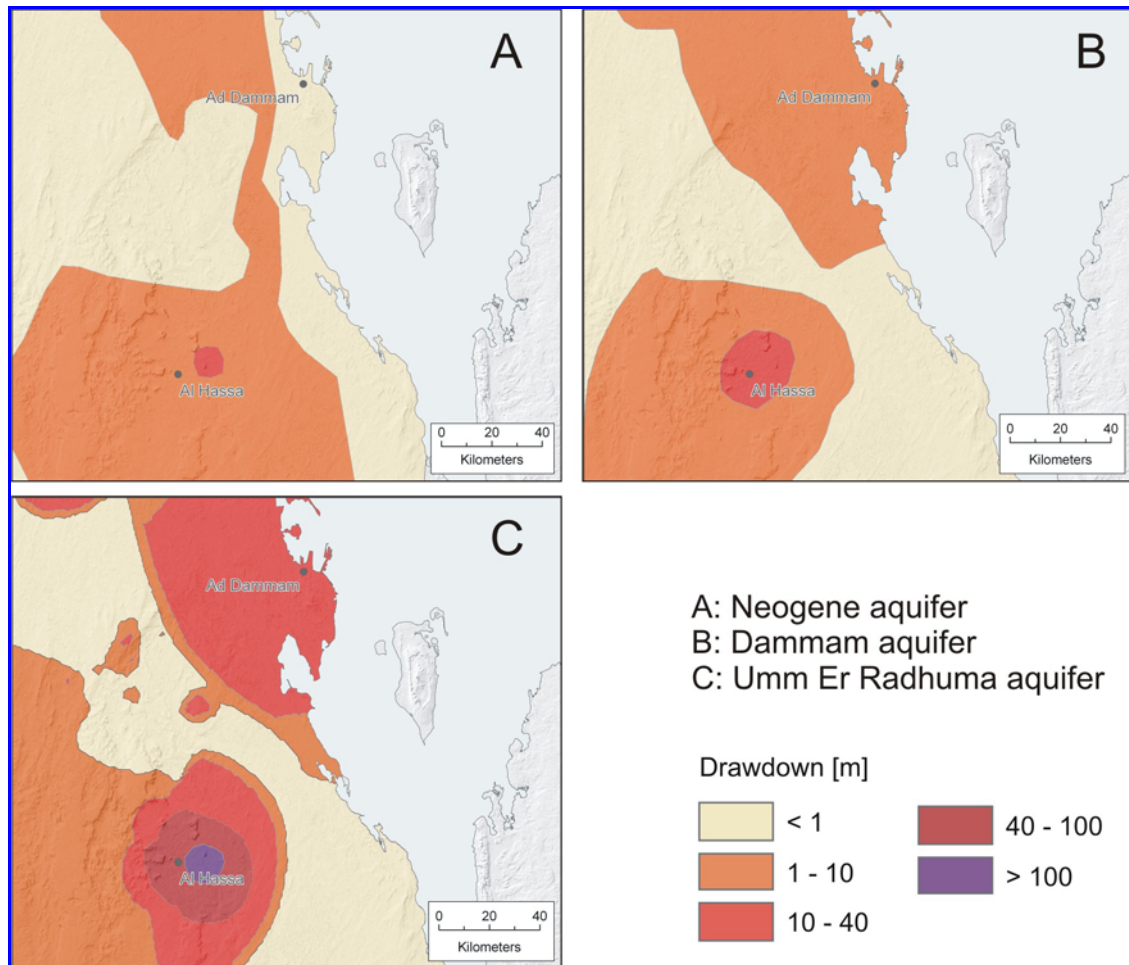 A
Ad Dammam
Al Hassa
0 20 40
Kilometers
B
Ad Dammam
Al Hassa
0 20 40
Kilometers
C
Ad Dammam
Al Hassa
0 20 40
Kilometers
A: Neogene aquifer
B: Dammam aquifer
C: Umm Er Radhuma aquifer
Drawdown [m]
< 1
1 - 10
10 - 40
40 - 100
> 100